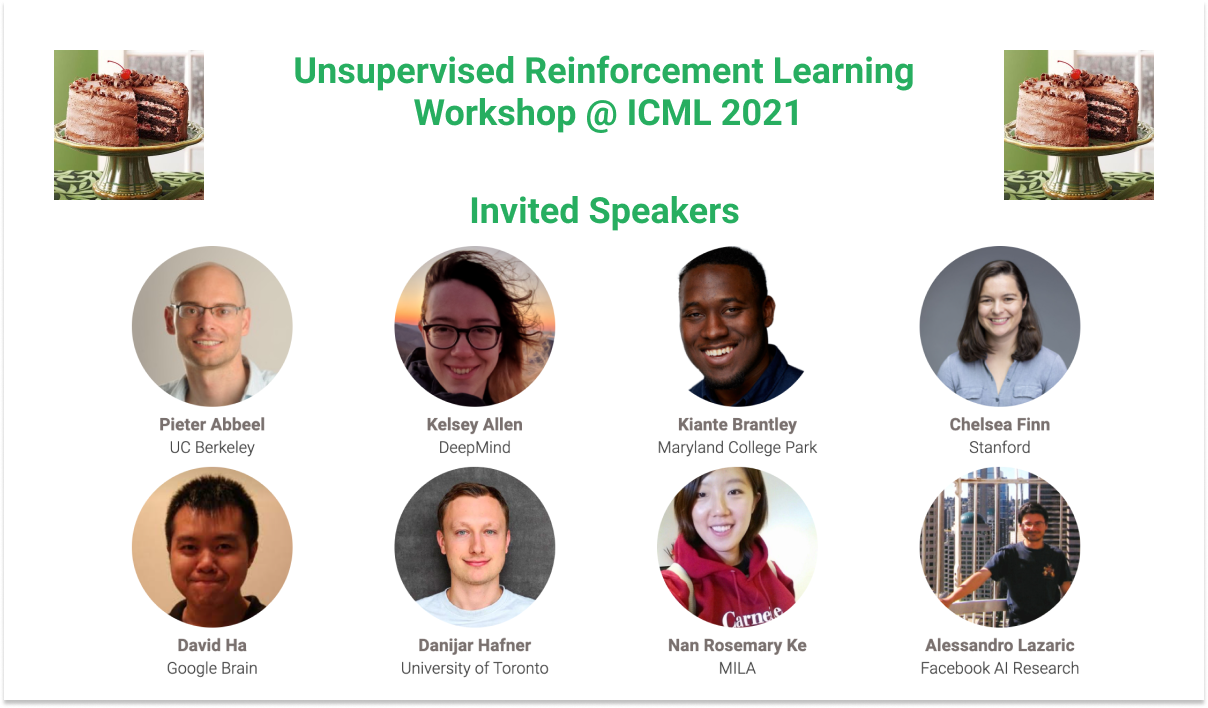 Unsupervised Reinforcement Learning
Workshop @ ICML 2021
Invited Speakers
Pieter Abbeel
UC Berkeley
Kelsey Allen
DeepMind
Kiante Brantley
Maryland College Park
Chelsea Finn
Stanford
David Ha
Google Brain
Danijar Hafner
University of Toronto
Carne
Nan Rosemary Ke
MILA
Alessandro Lazaric
Facebook AI Research